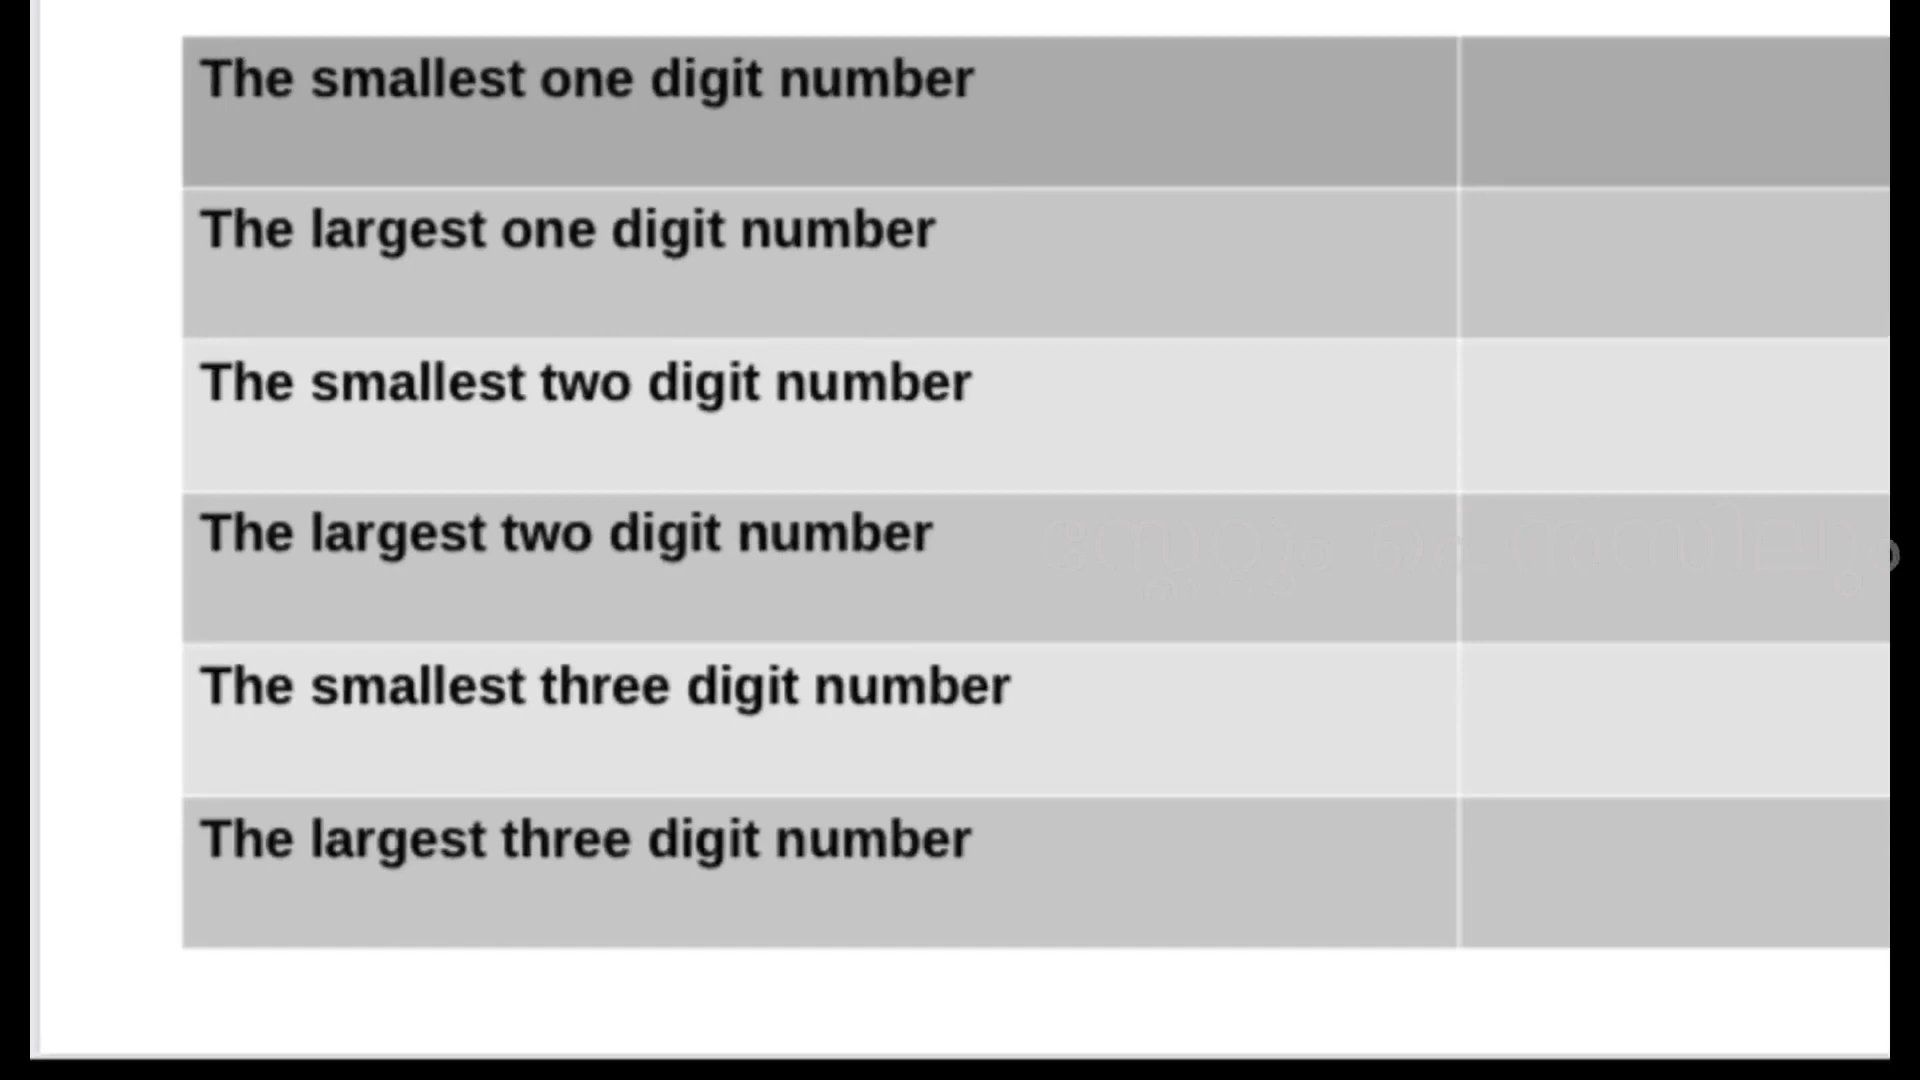 The smallest one digit number
The largest one digit number
The smallest two digit number
The largest two digit number
The smallest three digit number
The largest three digit number